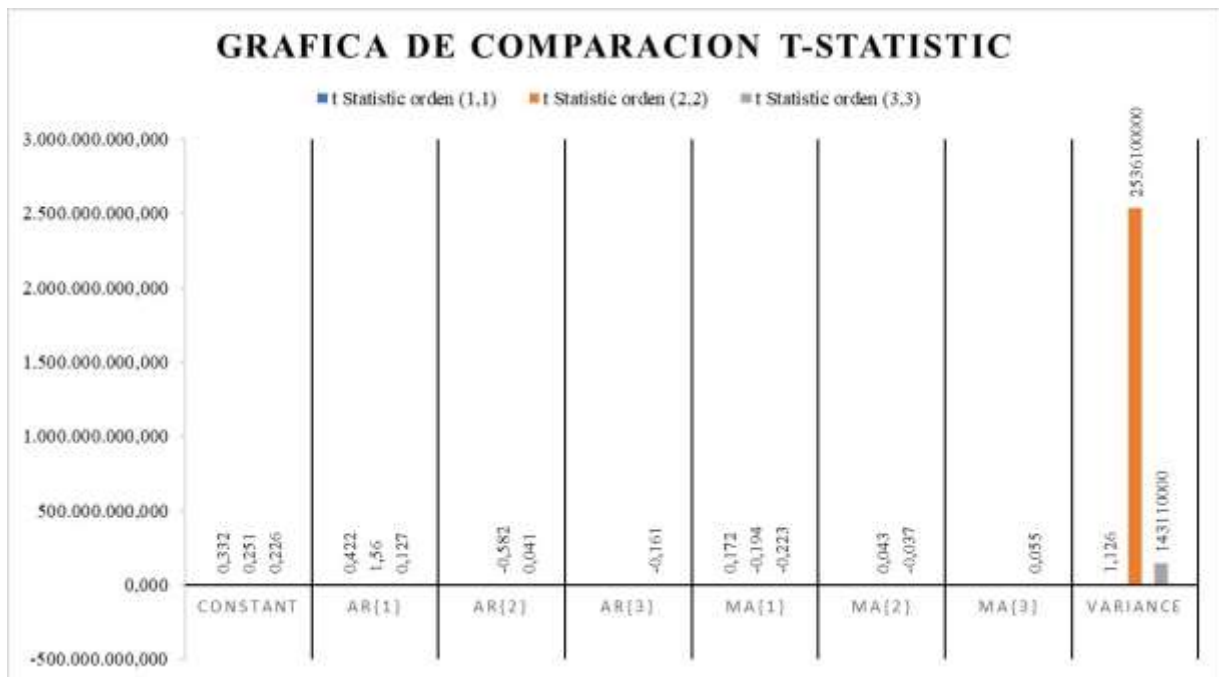 GRAFICA DE COMPARACION T-STATISTIC
t Statistic orden (1,1) t Statistic orden (2,2) t Statistic orden (3,3)
3.000.000.000,000
2.500.000.000,000
2.000.000.000,000
1.500.000.000,000
1.000.000.000,000
500.000.000,000
0,000
-500.000.000,000
0,332
0,251
0,226
0,422
1,56
0,127
-0,582
0,041
-0,161
0,172
-0,194
-0,223
0,043
-0,037
0,055
1,126
2536100000
143110000
CONSTANT
AR{1}
AR{2}
AR{3}
MA{1}
MA{2}
MA{3}
VARIANCE